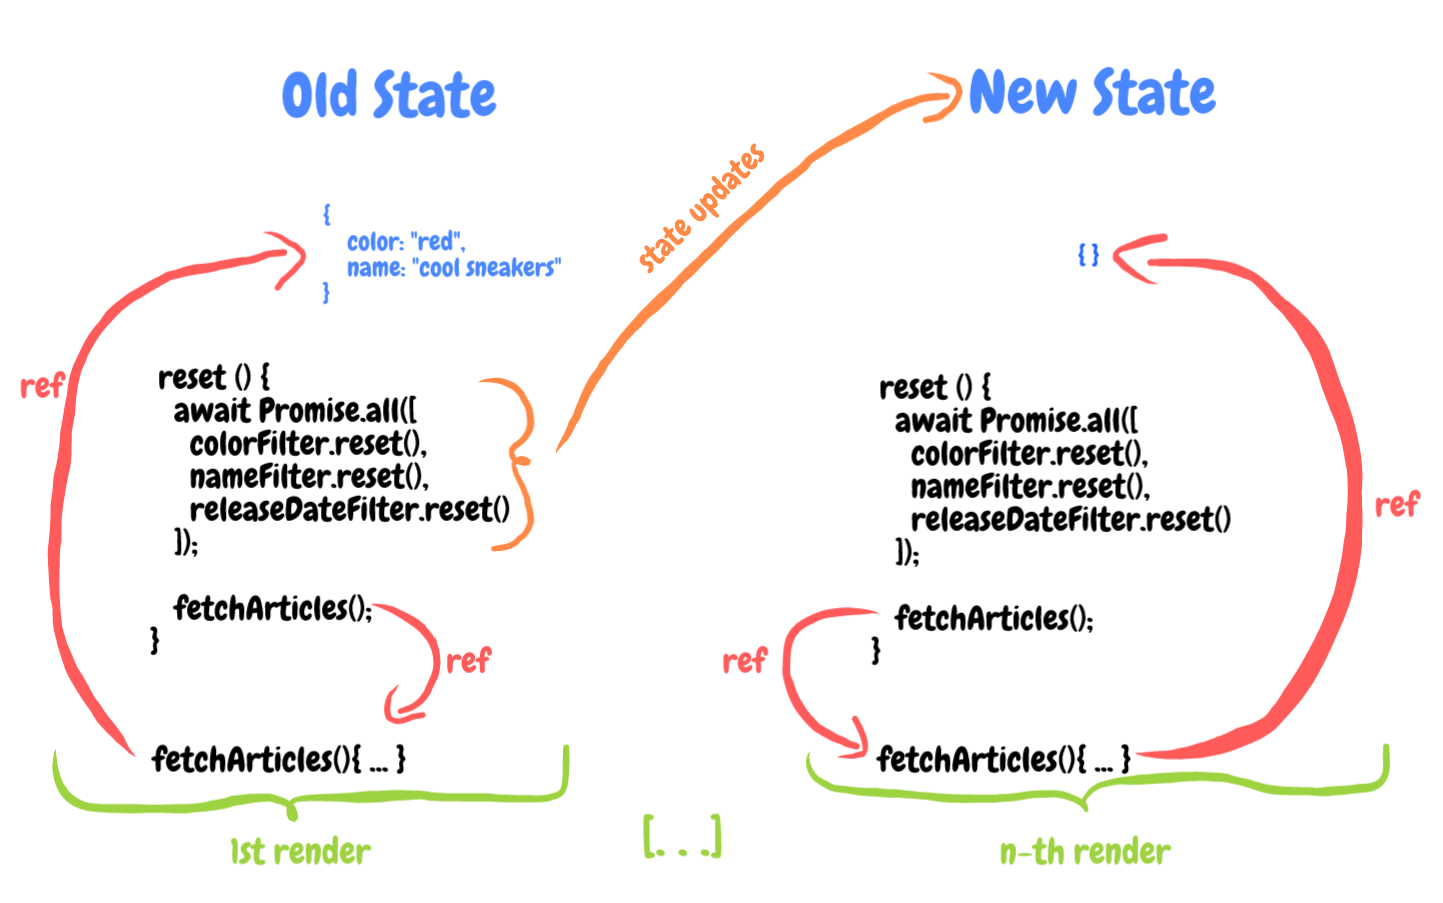 Old State
{
color: "red",
name: "cool sneakers"
}
ref
reset () {
await Promise.all([
colorFilter.reset(),
nameFilter.reset(),
releaseDateFilter.reset()
]);
fetchArticles();
}
ref
fetchArticles(){ ... }
1st render
state updates
[. . .]
New State
{ }
reset () {
await Promise.all([
colorFilter.reset(),
nameFilter.reset(),
releaseDateFilter.reset()
]);
fetchArticles();
}
ref
ref
fetchArticles(){ ... }
n-th render